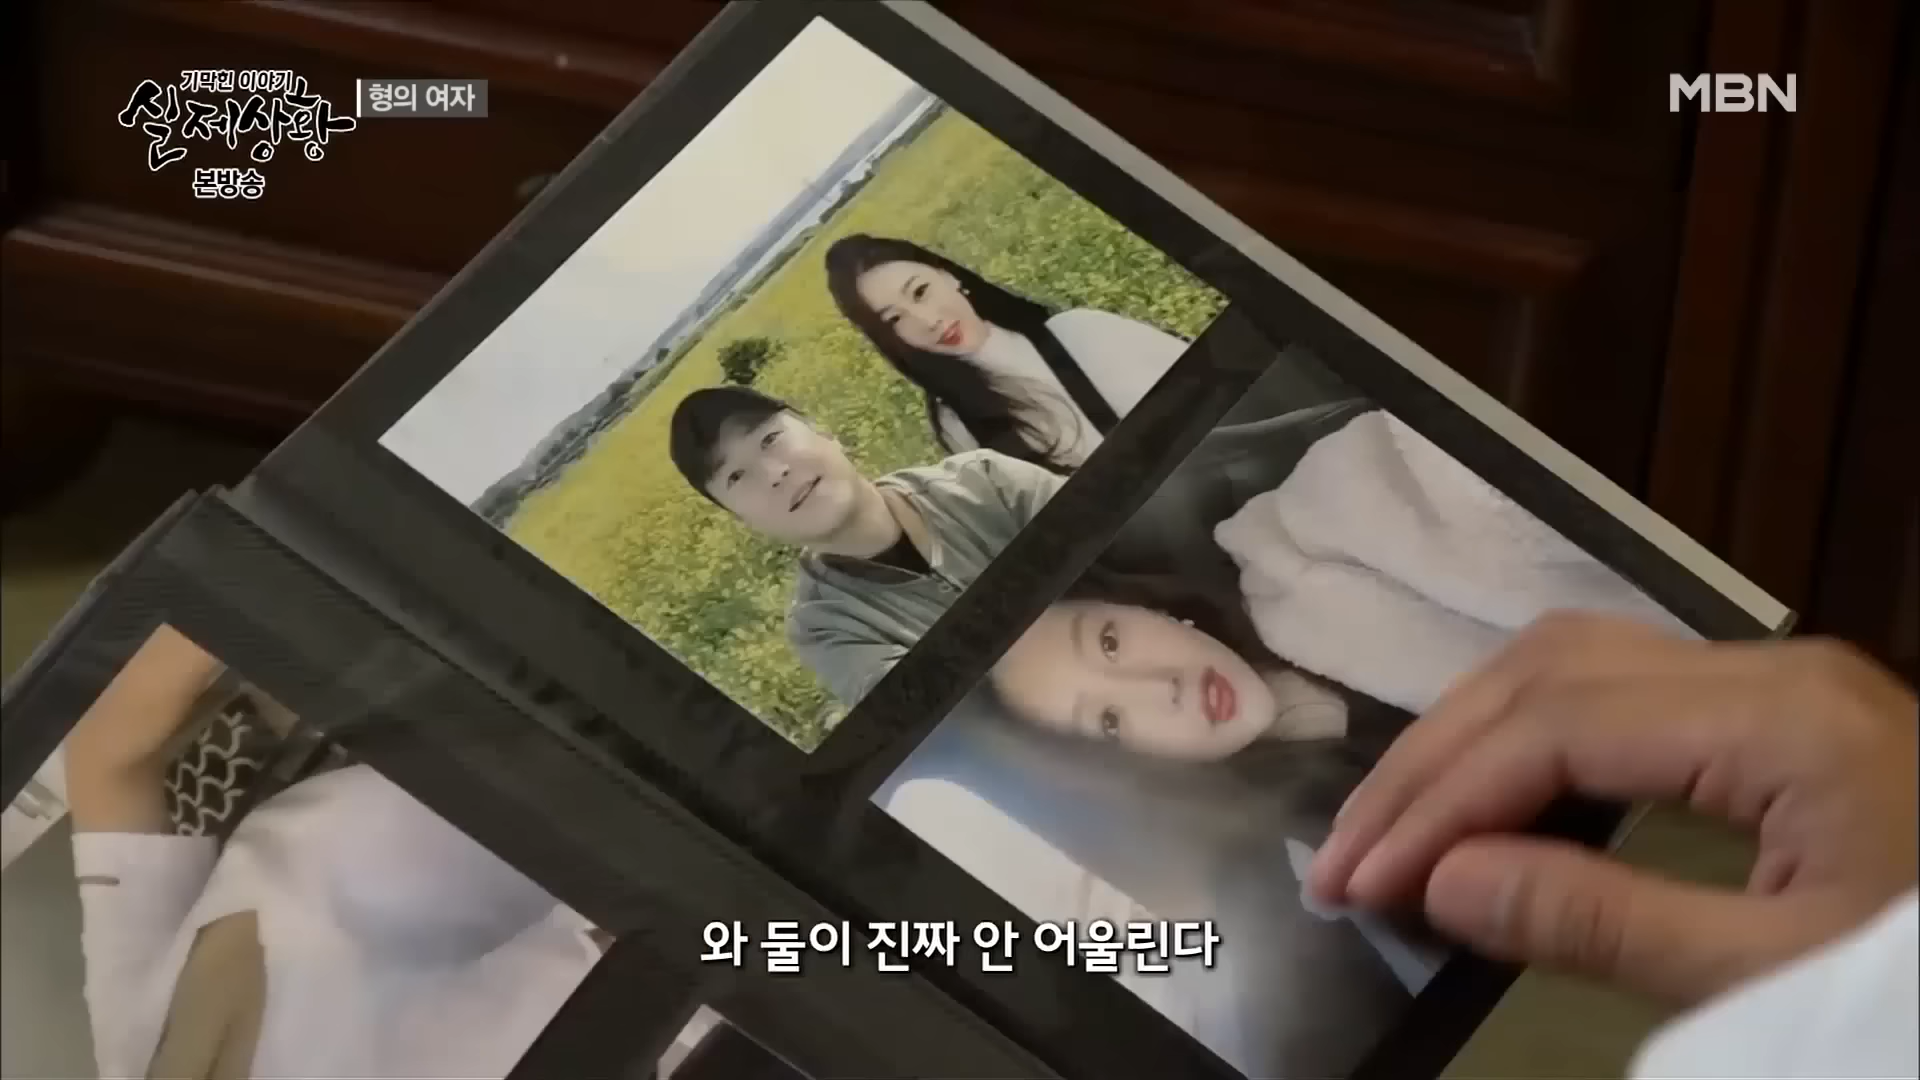 기막힌 이야기
실제상황
본방송
형의 여자
MBN
와 둘이 진짜 안 어울린다